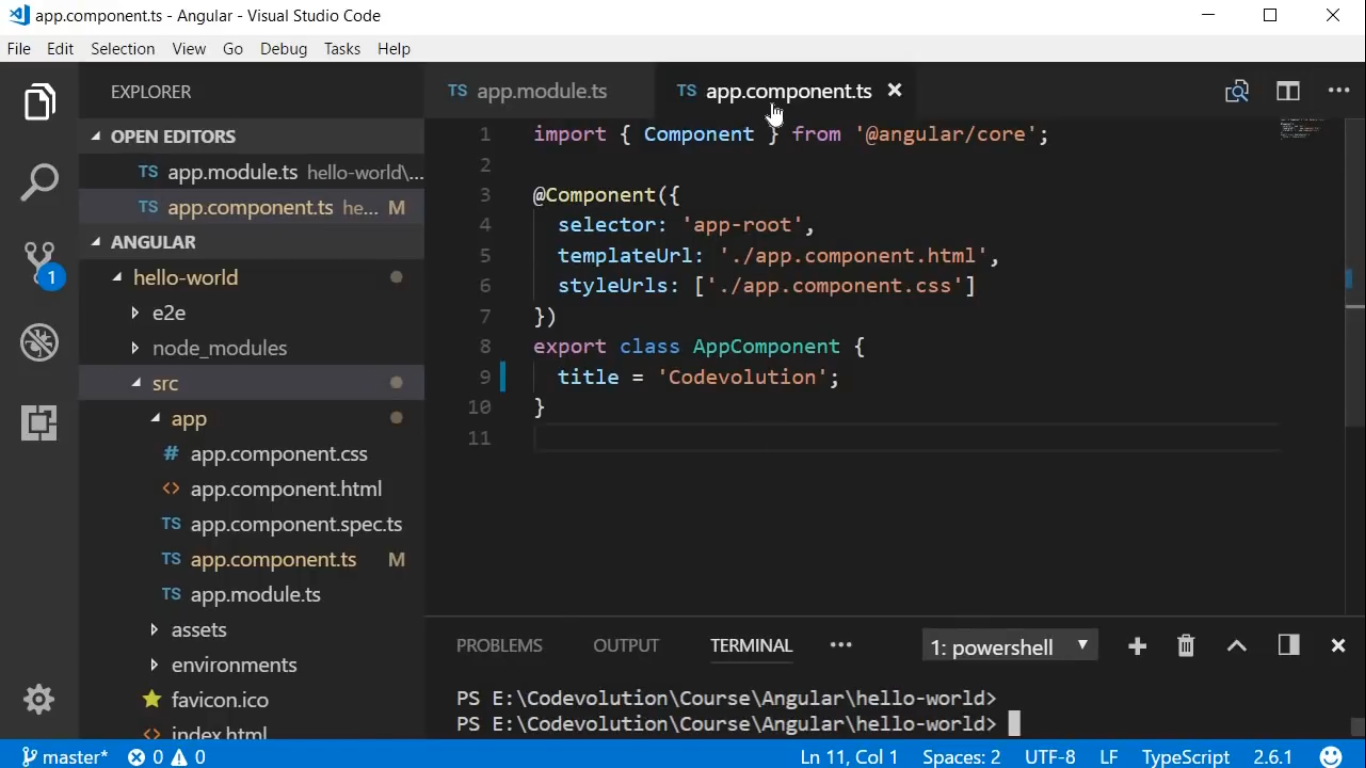 app.component.ts - Angular - Visual Studio Code
File Edit Selection View Go Debug Tasks Help
EXPLORER
OPEN EDITORS
TS app.module.ts hello-world\...
TS app.component.ts he... M
ANGULAR
hello-world
e2e
node_modules
src
app
# app.component.css
<> app.component.html
TS app.component.spec.ts
TS app.component.ts M
TS app.module.ts
assets
environments
favicon.ico
index.html
1
TS app.module.ts TS app.component.ts
1 import { Component } from '@angular/core';
2
3 @Component({
4   selector: 'app-root',
5   templateUrl: './app.component.html',
6   styleUrls: ['./app.component.css']
7 })
8 export class AppComponent {
9   title = 'Codevolution';
10 }
11
PROBLEMS OUTPUT TERMINAL ... 1: powershell
PS E:\Codevolution\Course\Angular\hello-world>
PS E:\Codevolution\Course\Angular\hello-world>
master* 0 0 Ln 11, Col 1 Spaces: 2 UTF-8 LF TypeScript 2.6.1